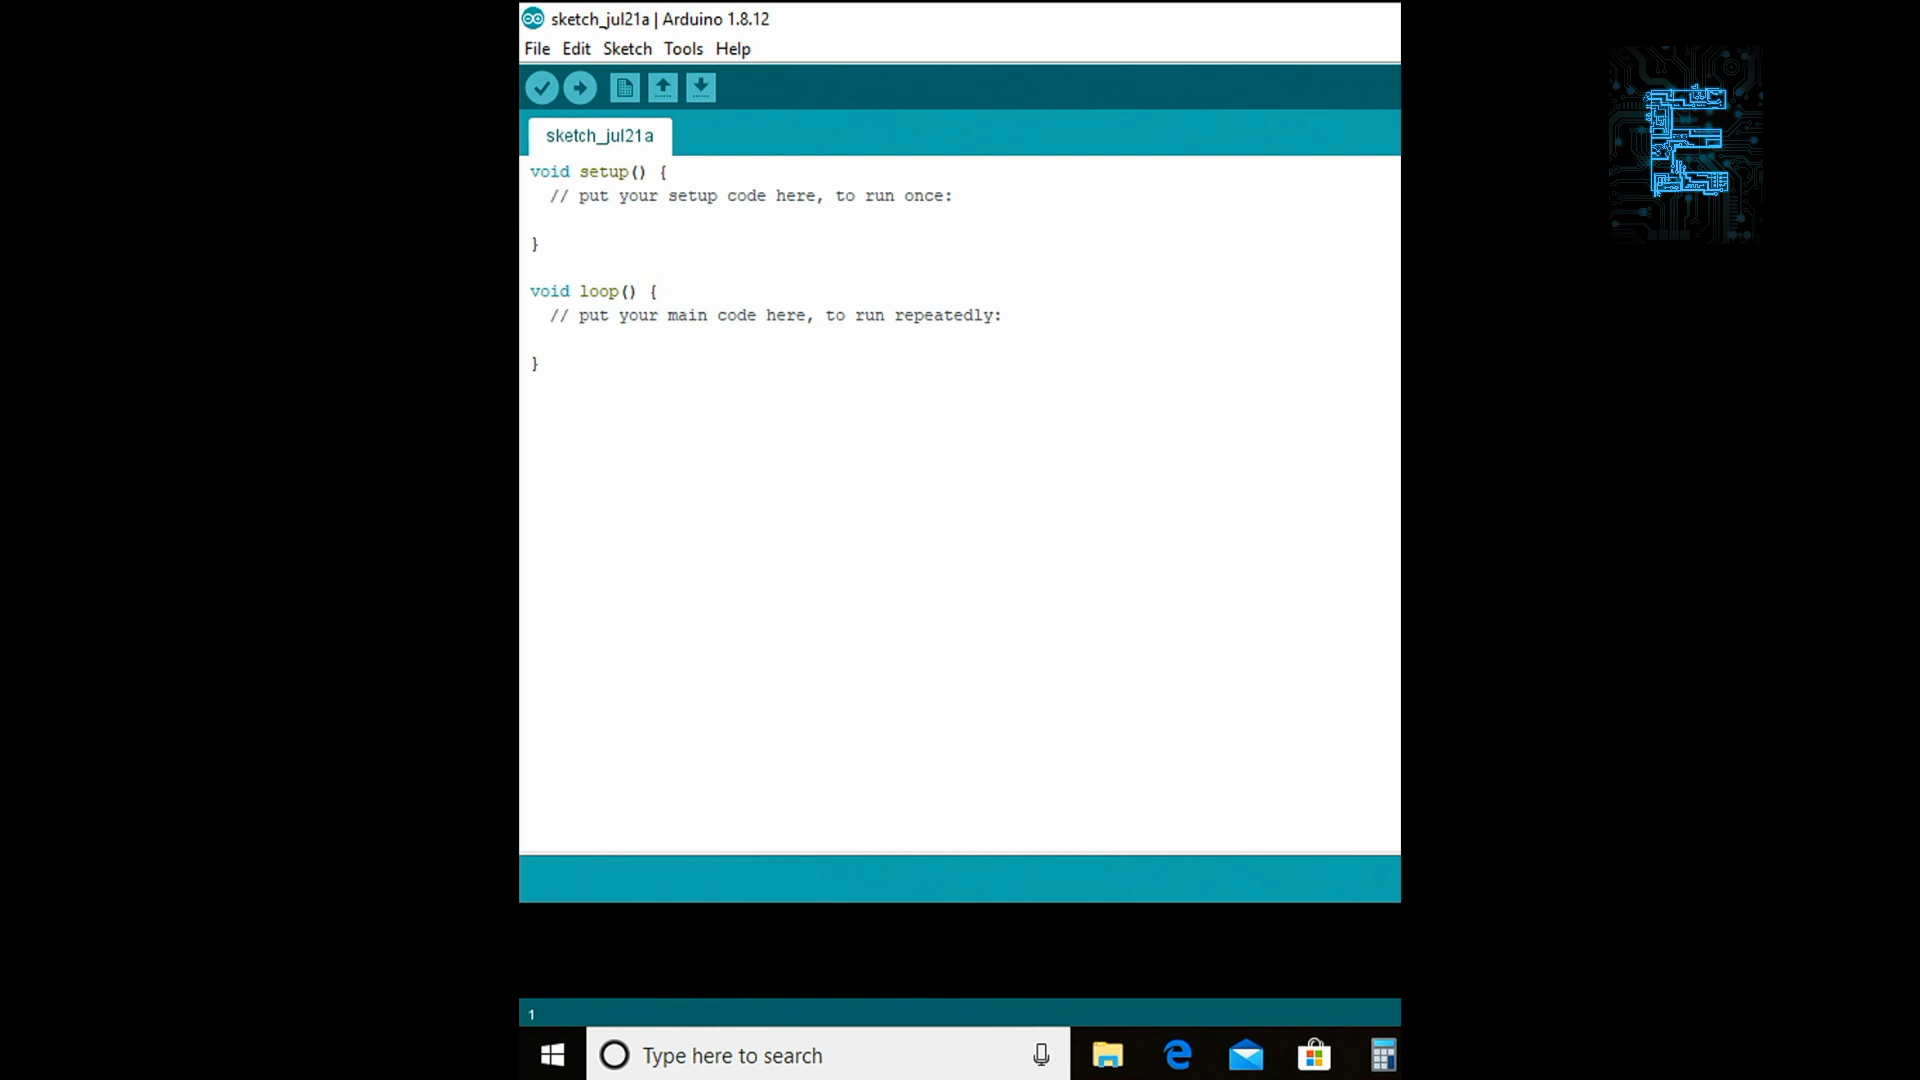 sketch_jul21a | Arduino 1.8.12
File Edit Sketch Tools Help
sketch_jul21a
void setup() {
  // put your setup code here, to run once:
}
void loop() {
  // put your main code here, to run repeatedly:
}
E
1
Type here to search